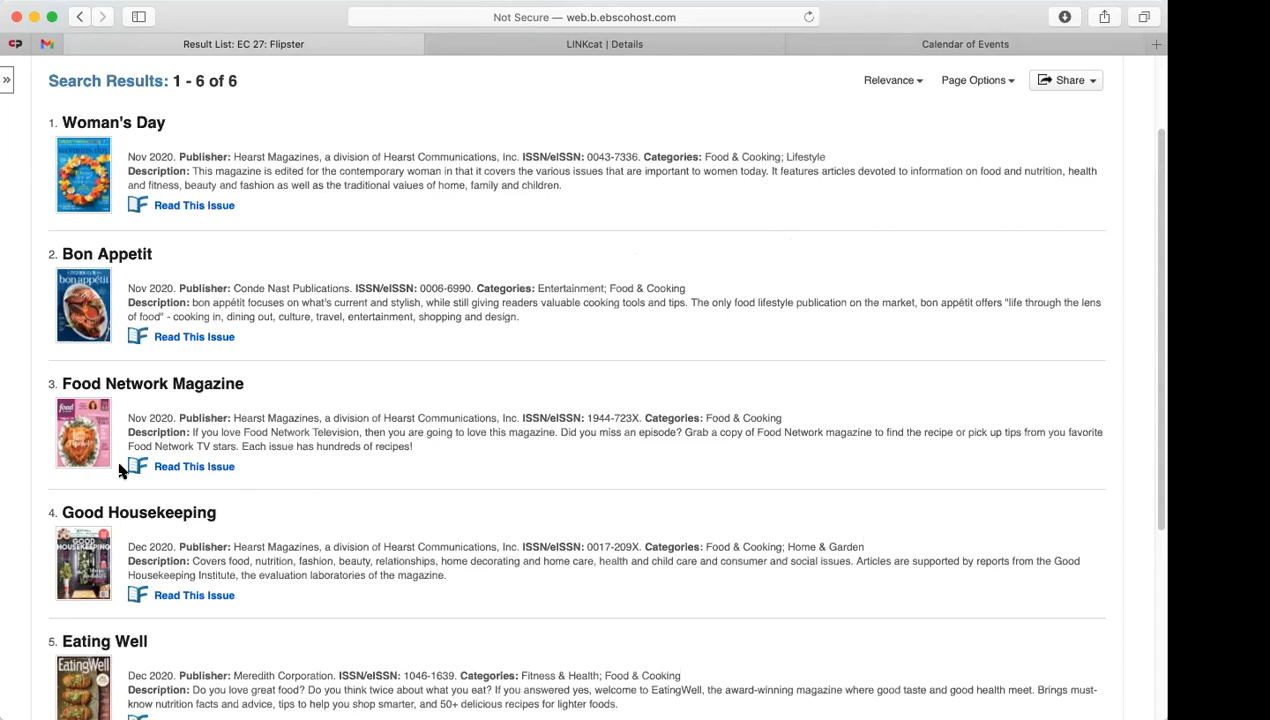 Not Secure — web.b.ebscohost.com
Result List: EC 27: Flipster
LINKcat | Details
Calendar of Events
Search Results: 1 - 6 of 6
Relevance
Page Options
Share
1. Woman's Day
Nov 2020. Publisher: Hearst Magazines, a division of Hearst Communications, Inc. ISSN/eISSN: 0043-7336. Categories: Food & Cooking; Lifestyle
Description: This magazine is edited for the contemporary woman in that it covers the various issues that are important to women today. It features articles devoted to information on food and nutrition, health
and fitness, beauty and fashion as well as the traditional values of home, family and children.
Read This Issue
2. Bon Appetit
bon appétit
Nov 2020. Publisher: Conde Nast Publications. ISSN/eISSN: 0006-6990. Categories: Entertainment; Food & Cooking
Description: bon appétit focuses on what's current and stylish, while still giving readers valuable cooking tools and tips. The only food lifestyle publication on the market, bon appétit offers "life through the lens
of food" - cooking in, dining out, culture, travel, entertainment, shopping and design.
Read This Issue
3. Food Network Magazine
food
Nov 2020. Publisher: Hearst Magazines, a division of Hearst Communications, Inc. ISSN/eISSN: 1944-723X. Categories: Food & Cooking
Description: If you love Food Network Television, then you are going to love this magazine. Did you miss an episode? Grab a copy of Food Network magazine to find the recipe or pick up tips from you favorite
Food Network TV stars. Each issue has hundreds of recipes!
Read This Issue
4. Good Housekeeping
GOOD
HOUSEKEEPING
Dec 2020. Publisher: Hearst Magazines, a division of Hearst Communications, Inc. ISSN/eISSN: 0017-209X. Categories: Food & Cooking; Home & Garden
Description: Covers food, nutrition, fashion, beauty, relationships, home decorating and home care, health and child care and consumer and social issues. Articles are supported by reports from the Good
Housekeeping Institute, the evaluation laboratories of the magazine.
Read This Issue
5. Eating Well
EatingWell
Dec 2020. Publisher: Meredith Corporation. ISSN/eISSN: 1046-1639. Categories: Fitness & Health; Food & Cooking
Description: Do you love great food? Do you think twice about what you eat? If you answered yes, welcome to EatingWell, the award-winning magazine where good taste and good health meet. Brings must-
know nutrition facts and advice, tips to help you shop smarter, and 50+ delicious recipes for lighter foods.